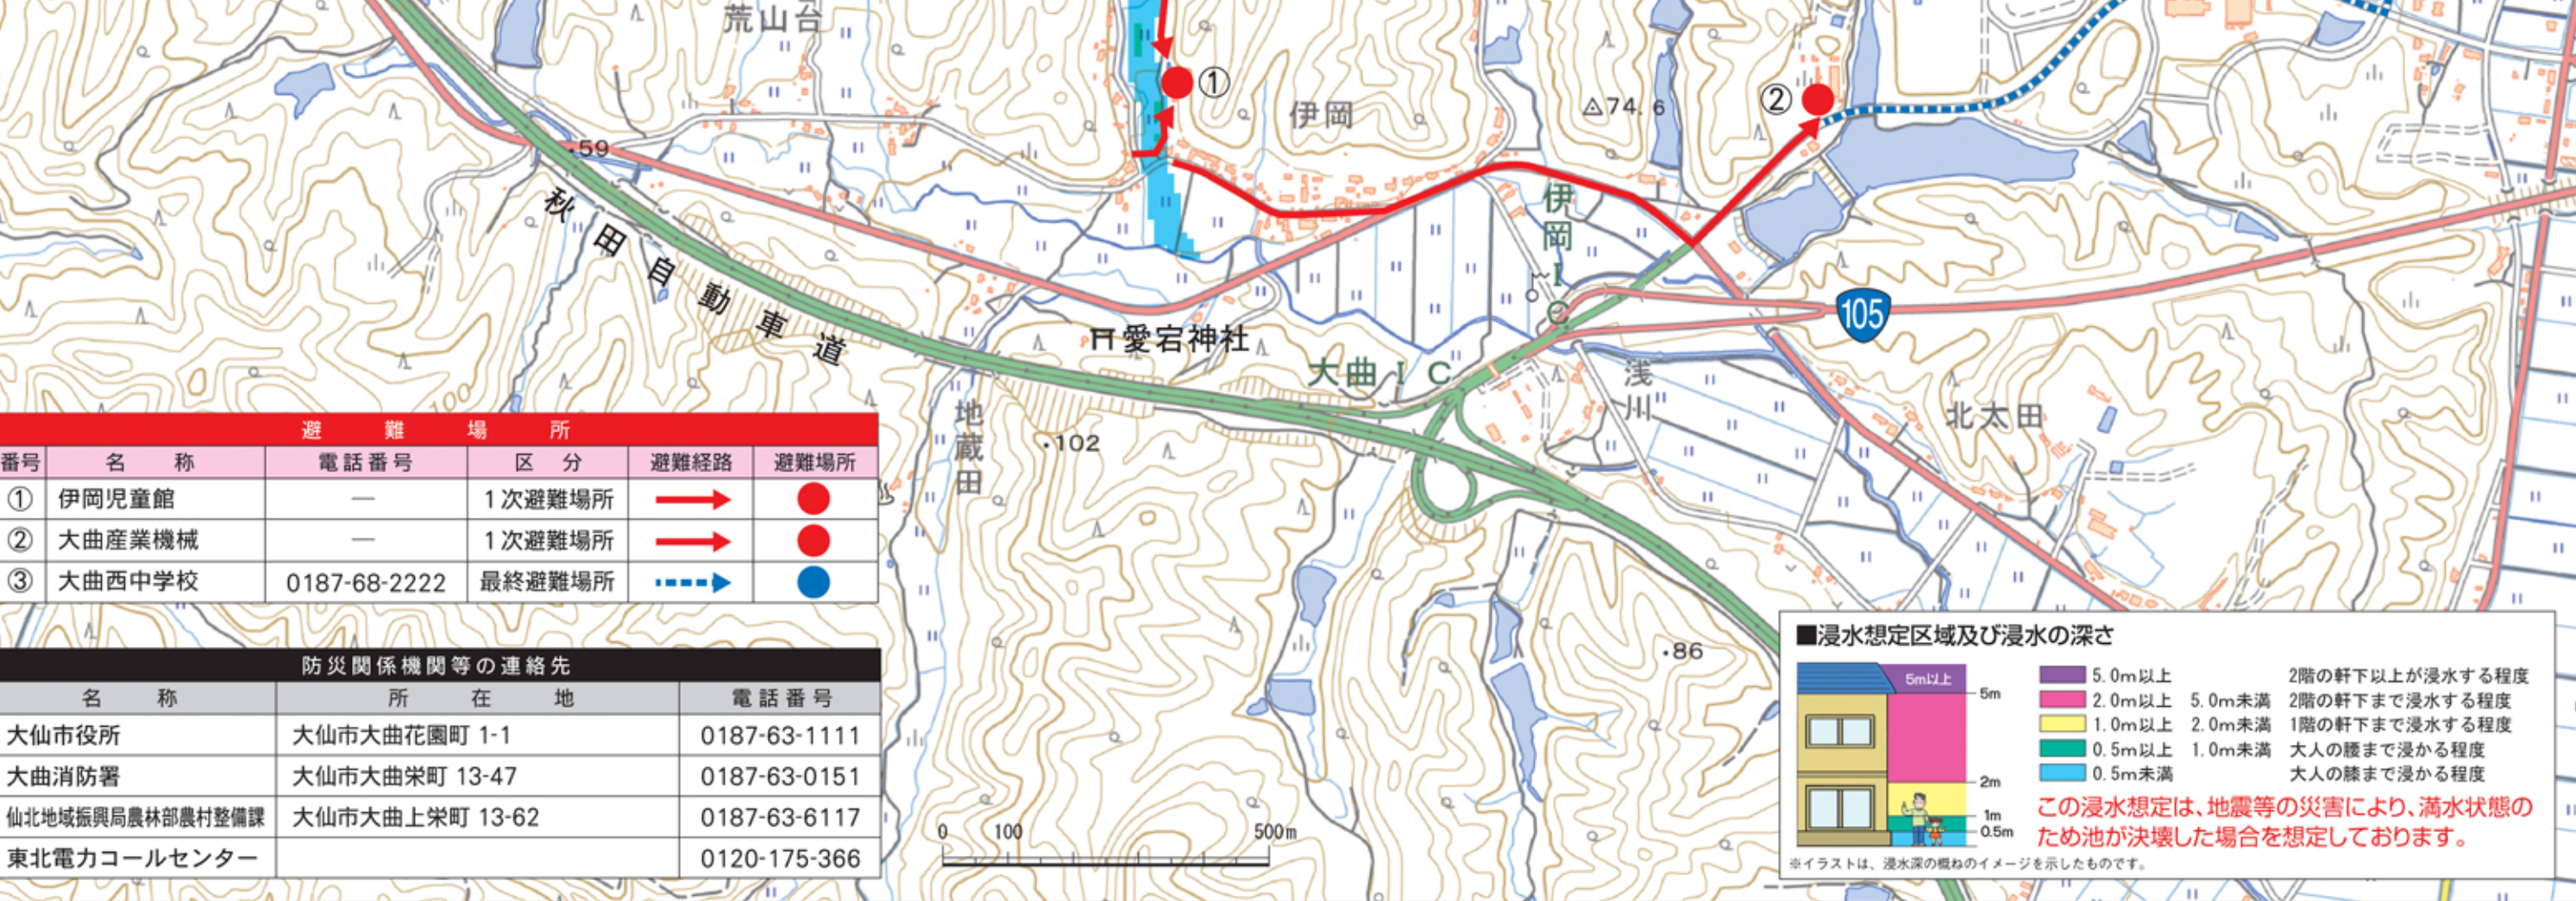 荒山台
①
伊岡
74.6
②
59
秋田自動車道
伊岡IC
105
愛宕神社
大曲IC
浅川
北太田
地蔵田
102
100
86
避難場所
番号 名称 電話番号 区分 避難経路 避難場所
① 伊岡児童館 — 1次避難場所
② 大曲産業機械 — 1次避難場所
③ 大曲西中学校 0187-68-2222 最終避難場所
防災関係機関等の連絡先
名称 所在地 電話番号
大仙市役所 大仙市大曲花園町 1-1 0187-63-1111
大曲消防署 大仙市大曲栄町 13-47 0187-63-0151
仙北地域振興局農林部農村整備課 大仙市大曲上栄町 13-62 0187-63-6117
東北電力コールセンター 0120-175-366
0 100 500m
■浸水想定区域及び浸水の深さ
5m以上
5m
2m
1m
0.5m
5.0m以上 2階の軒下以上が浸水する程度
2.0m以上 5.0m未満 2階の軒下まで浸水する程度
1.0m以上 2.0m未満 1階の軒下まで浸水する程度
0.5m以上 1.0m未満 大人の腰まで浸かる程度
0.5m未満 大人の膝まで浸かる程度
この浸水想定は、地震等の災害により、満水状態の
ため池が決壊した場合を想定しております。
※イラストは、浸水深の概ねのイメージを示したものです。